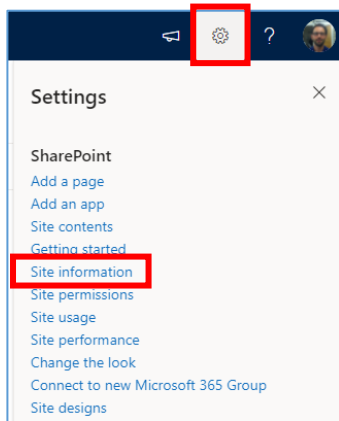 ?
Settings
SharePoint
Add a page
Add an app
Site contents
Getting started
Site information
Site permissions
Site usage
Site performance
Change the look
Connect to new Microsoft 365 Group
Site designs